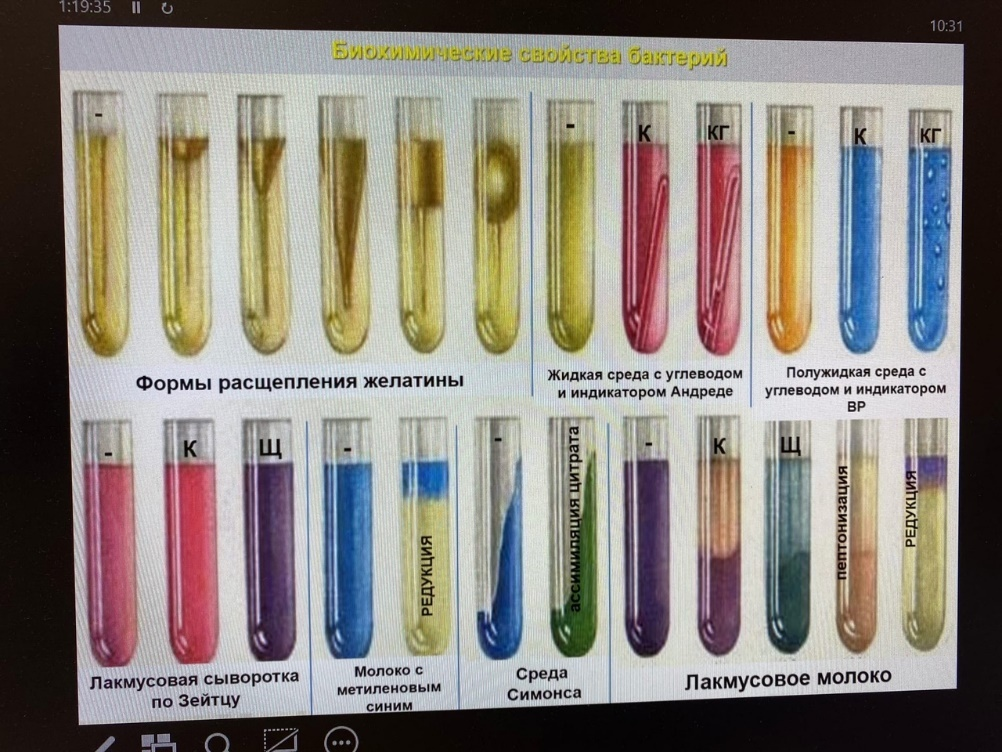 1:19:35
10:31
Биохимические свойства бактерий
-
-
К
КГ
-
К
КГ
Формы расщепления желатины
Жидкая среда с углеводом
и индикатором Андреде
Полужидкая среда с
углеводом и индикатором
ВР
-
К
Щ
-
РЕДУКЦИЯ
-
ассимиляция цитрата
-
К
Щ
пептонизация
РЕДУКЦИЯ
Лакмусовая сыворотка
по Зейтцу
Молоко с
метиленовым
синим
Среда
Симонса
Лакмусовое молоко